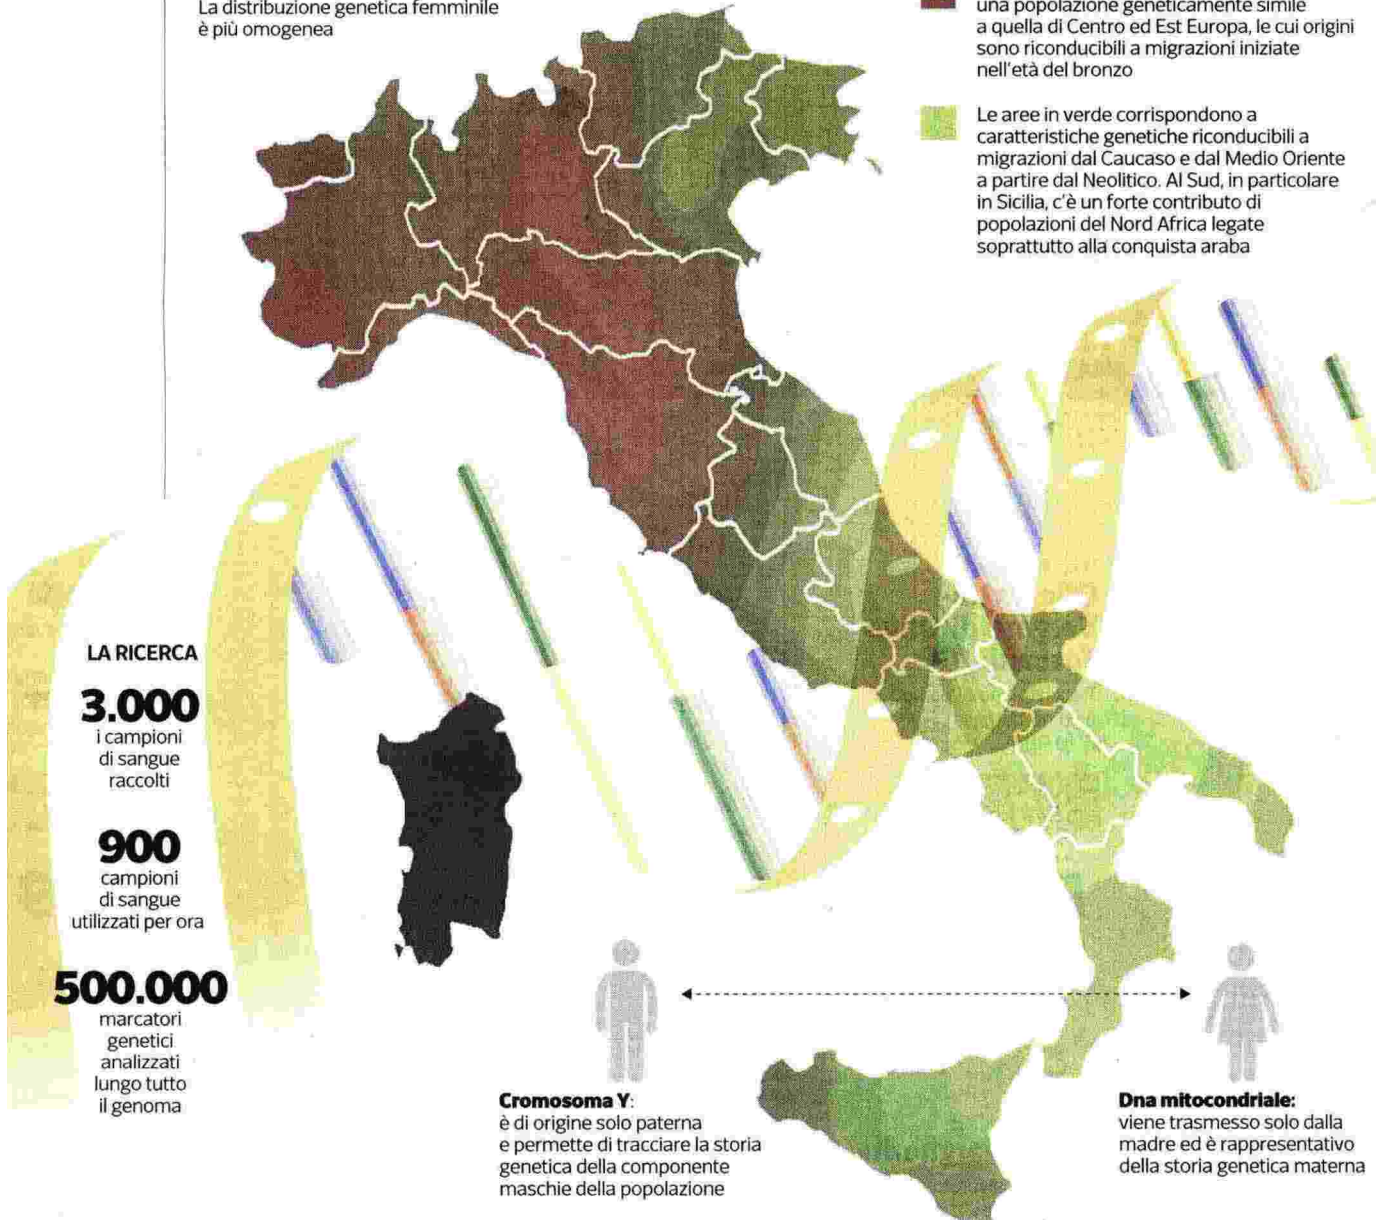 La distribuzione genetica femminile
è più omogenea
una popolazione geneticamente simile
a quella di Centro ed Est Europa, le cui origini
sono riconducibili a migrazioni iniziate
nell'età del bronzo
Le aree in verde corrispondono a
caratteristiche genetiche riconducibili a
migrazioni dal Caucaso e dal Medio Oriente
a partire dal Neolitico. Al Sud, in particolare
in Sicilia, c'è un forte contributo di
popolazioni del Nord Africa legate
soprattutto alla conquista araba
LA RICERCA
3.000
i campioni
di sangue
raccolti
900
campioni
di sangue
utilizzati per ora
500.000
marcatori
genetici
analizzati
lungo tutto
il genoma
Cromosoma Y:
è di origine solo paterna
e permette di tracciare la storia
genetica della componente
maschie della popolazione
Dna mitocondriale:
viene trasmesso solo dalla
madre ed è rappresentativo
della storia genetica materna